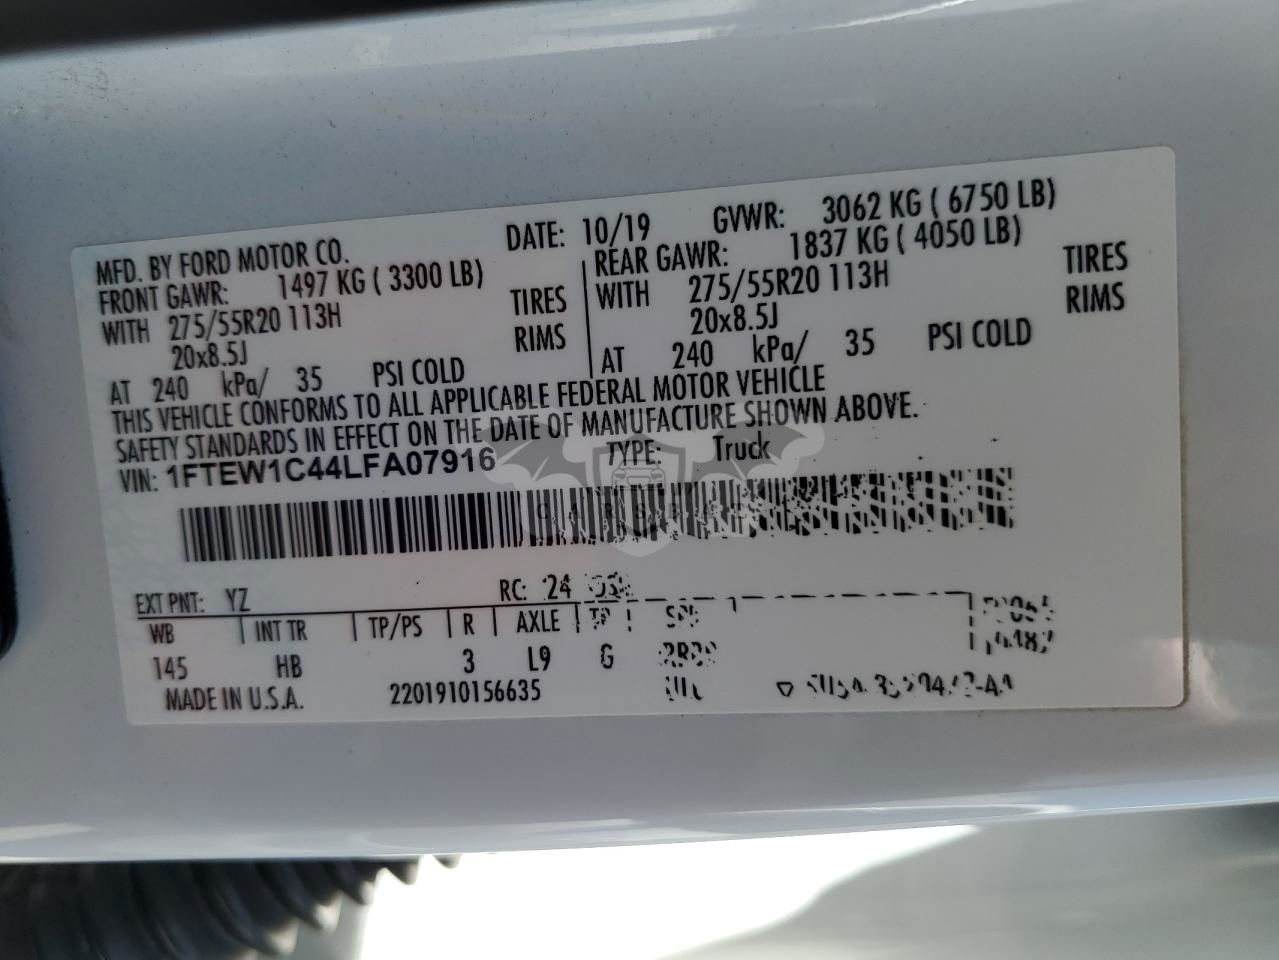 MFD. BY FORD MOTOR CO. DATE: 10/19 GVWR: 3062 KG ( 6750 LB)
FRONT GAWR: 1497 KG ( 3300 LB) REAR GAWR: 1837 KG ( 4050 LB)
WITH 275/55R20 113H TIRES WITH 275/55R20 113H TIRES
20x8.5J RIMS 20x8.5J RIMS
AT 240 kPa/ 35 PSI COLD AT 240 kPa/ 35 PSI COLD
THIS VEHICLE CONFORMS TO ALL APPLICABLE FEDERAL MOTOR VEHICLE
SAFETY STANDARDS IN EFFECT ON THE DATE OF MANUFACTURE SHOWN ABOVE.
VIN: 1FTEW1C44LFA07916 TYPE: Truck
EXT PNT: YZ RC: 24
WB INT TR TP/PS R AXLE TR
145 HB 3 L9 G
MADE IN U.S.A. 2201910156635